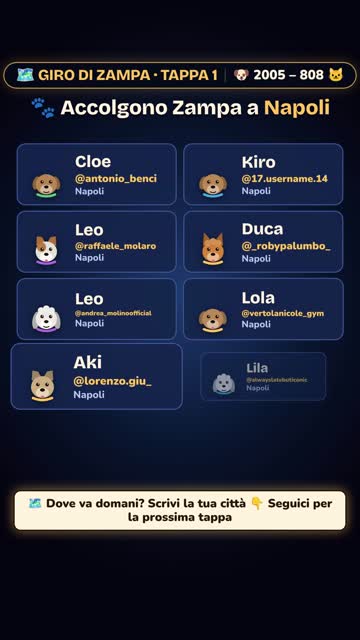 GIRO DI ZAMPA · TAPPA 1 | 🐶 2005 – 808 🐱
🐾 Accolgono Zampa a Napoli
Cloe
@antonio_benci
Napoli
Kiro
@17.username.14
Napoli
Leo
@raffaele_molaro
Napoli
Duca
@_robypalumbo_
Napoli
Leo
@andrea_molinoofficial
Napoli
Lola
@vertolanicole_gym
Napoli
Aki
@lorenzo.giu_
Napoli
Lila
@alwayslatebuticonic
Napoli
🗺️ Dove va domani? Scrivi la tua città 👇 Seguici per
la prossima tappa